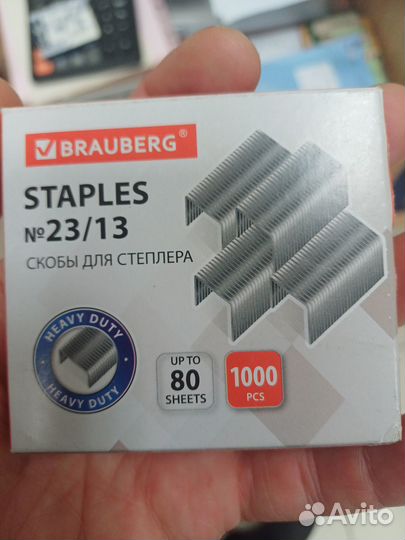 BRAUBERG®
STAPLES
№23/13
СКОБЫ ДЛЯ СТЕПЛЕРА
HEAVY DUTY
HEAVY DUTY
UP TO
80
SHEETS
1000
PCS
Avito